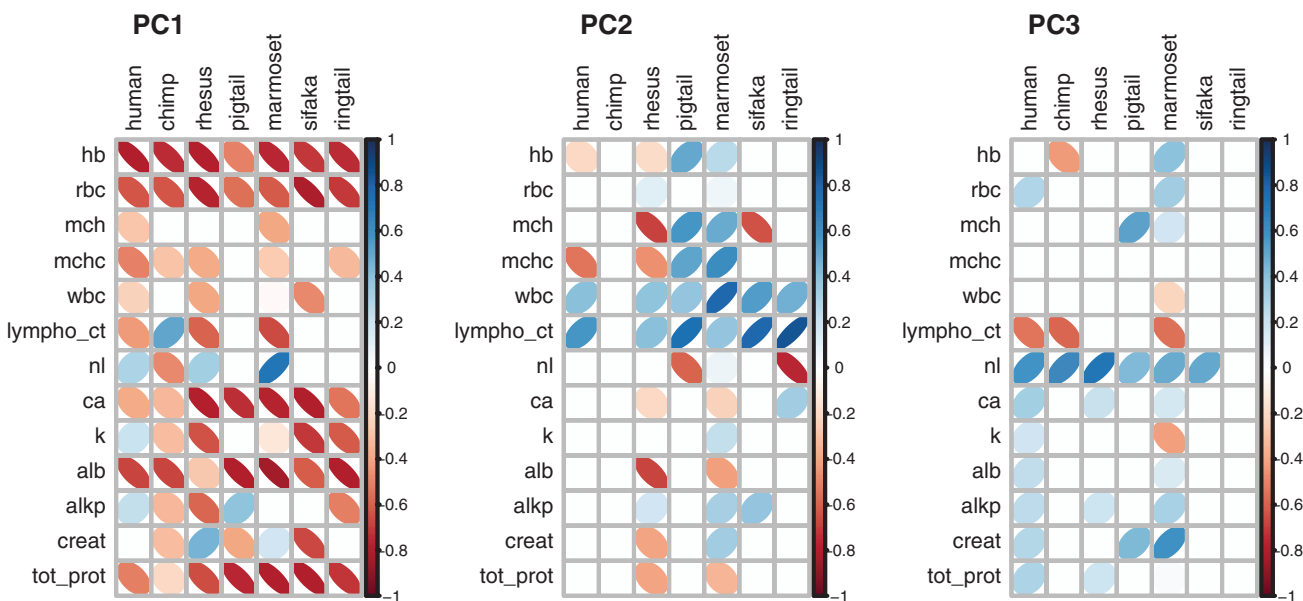 PC1 PC2 PC3
human chimp rhesus pigtail marmoset sifaka ringtail human chimp rhesus pigtail marmoset sifaka ringtail human chimp rhesus pigtail marmoset sifaka ringtail
1 1 1
hb hb hb
0.8 0.8 0.8
rbc rbc rbc
0.6 0.6 0.6
mch mch mch
0.4 0.4 0.4
mchc mchc mchc
wbc wbc wbc
0.2 0.2 0.2
lympho_ct lympho_ct lympho_ct
0 0 0
nl nl nl
−0.2 −0.2 −0.2
ca ca ca
k k k
−0.4 −0.4 −0.4
alb alb alb
−0.6 −0.6 −0.6
alkp alkp alkp
−0.8 −0.8 −0.8
creat creat creat
tot_prot tot_prot tot_prot
−1 −1 −1